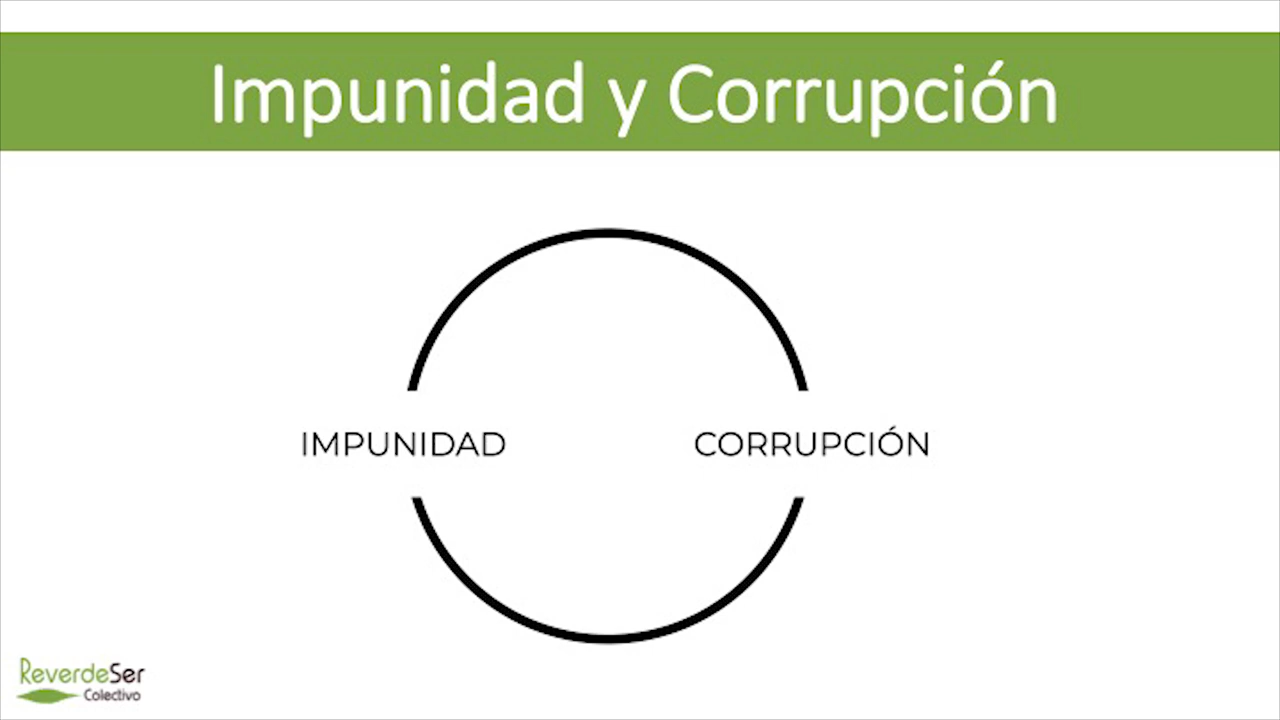 Impunidad y Corrupción
IMPUNIDAD
CORRUPCIÓN
ReverdeSer
Colectivo